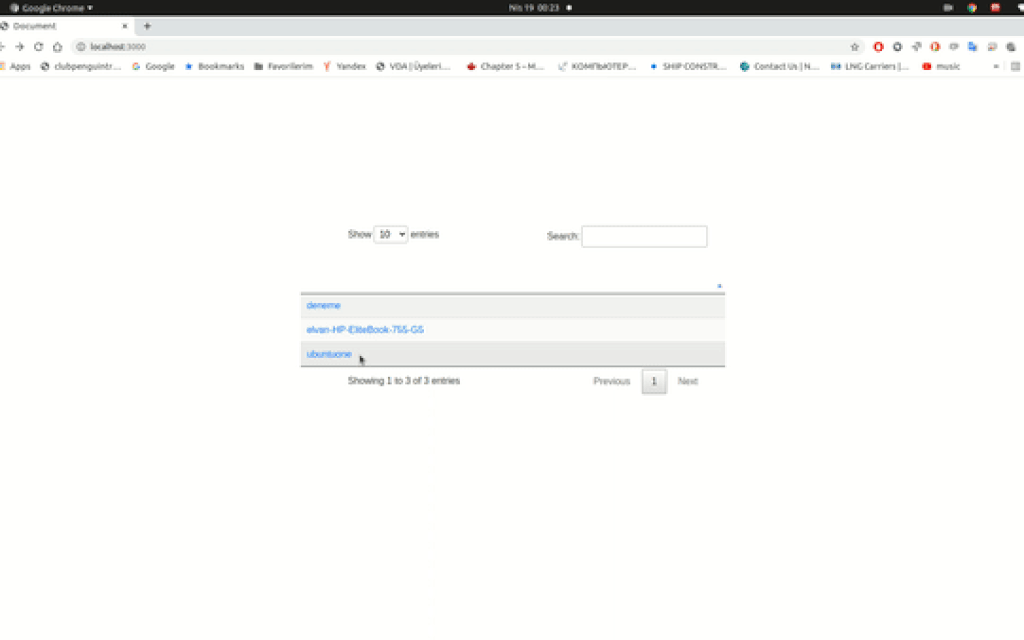 Google Chrome ▾ Nis 19 00:23
Document × +
localhost:3000
Apps clubpenguintr... Google Bookmarks Favorilerim Yandex VDA | Üyeleri... Chapter 5 – M... КОМПЬЮТЕР... SHIP CONSTR... Contact Us | N... LNG Carriers |... music »
Show 10 entries Search:
deneme
elvan-HP-EliteBook-755-G5
ubuntuone
Showing 1 to 3 of 3 entries Previous 1 Next